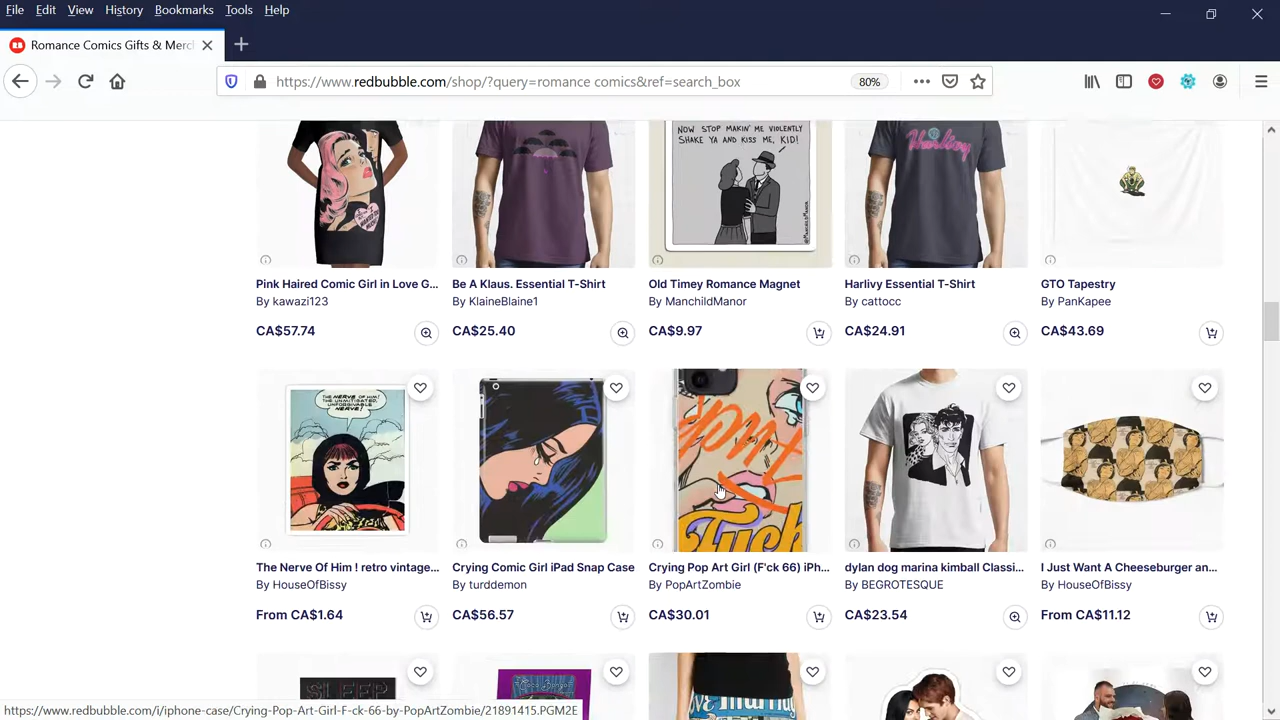 File Edit View History Bookmarks Tools Help
Romance Comics Gifts & Merch
https://www.redbubble.com/shop/?query=romance comics&ref=search_box
80%
NOW STOP MAKIN' ME VIOLENTLY
SHAKE YA AND KISS ME, KID!
Harlivy
@MANCHILDMANOR
Pink Haired Comic Girl in Love G...
By kawazi123
CA$57.74
Be A Klaus. Essential T-Shirt
By KlaineBlaine1
CA$25.40
Old Timey Romance Magnet
By ManchildManor
CA$9.97
Harlivy Essential T-Shirt
By cattocc
CA$24.91
GTO Tapestry
By PanKapee
CA$43.69
THE NERVE OF HIM!
THE UNMITIGATED,
UNFORGIVABLE
NERVE!
Fuck
Fuck
The Nerve Of Him ! retro vintage...
By HouseOfBissy
From CA$1.64
Crying Comic Girl iPad Snap Case
By turddemon
CA$56.57
Crying Pop Art Girl (F'ck 66) iPh...
By PopArtZombie
CA$30.01
dylan dog marina kimball Classi...
By BEGROTESQUE
CA$23.54
I Just Want A Cheeseburger an...
By HouseOfBissy
From CA$11.12
SLEEP
https://www.redbubble.com/i/iphone-case/Crying-Pop-Art-Girl-F-ck-66-by-PopArtZombie/21891415.PGM2E